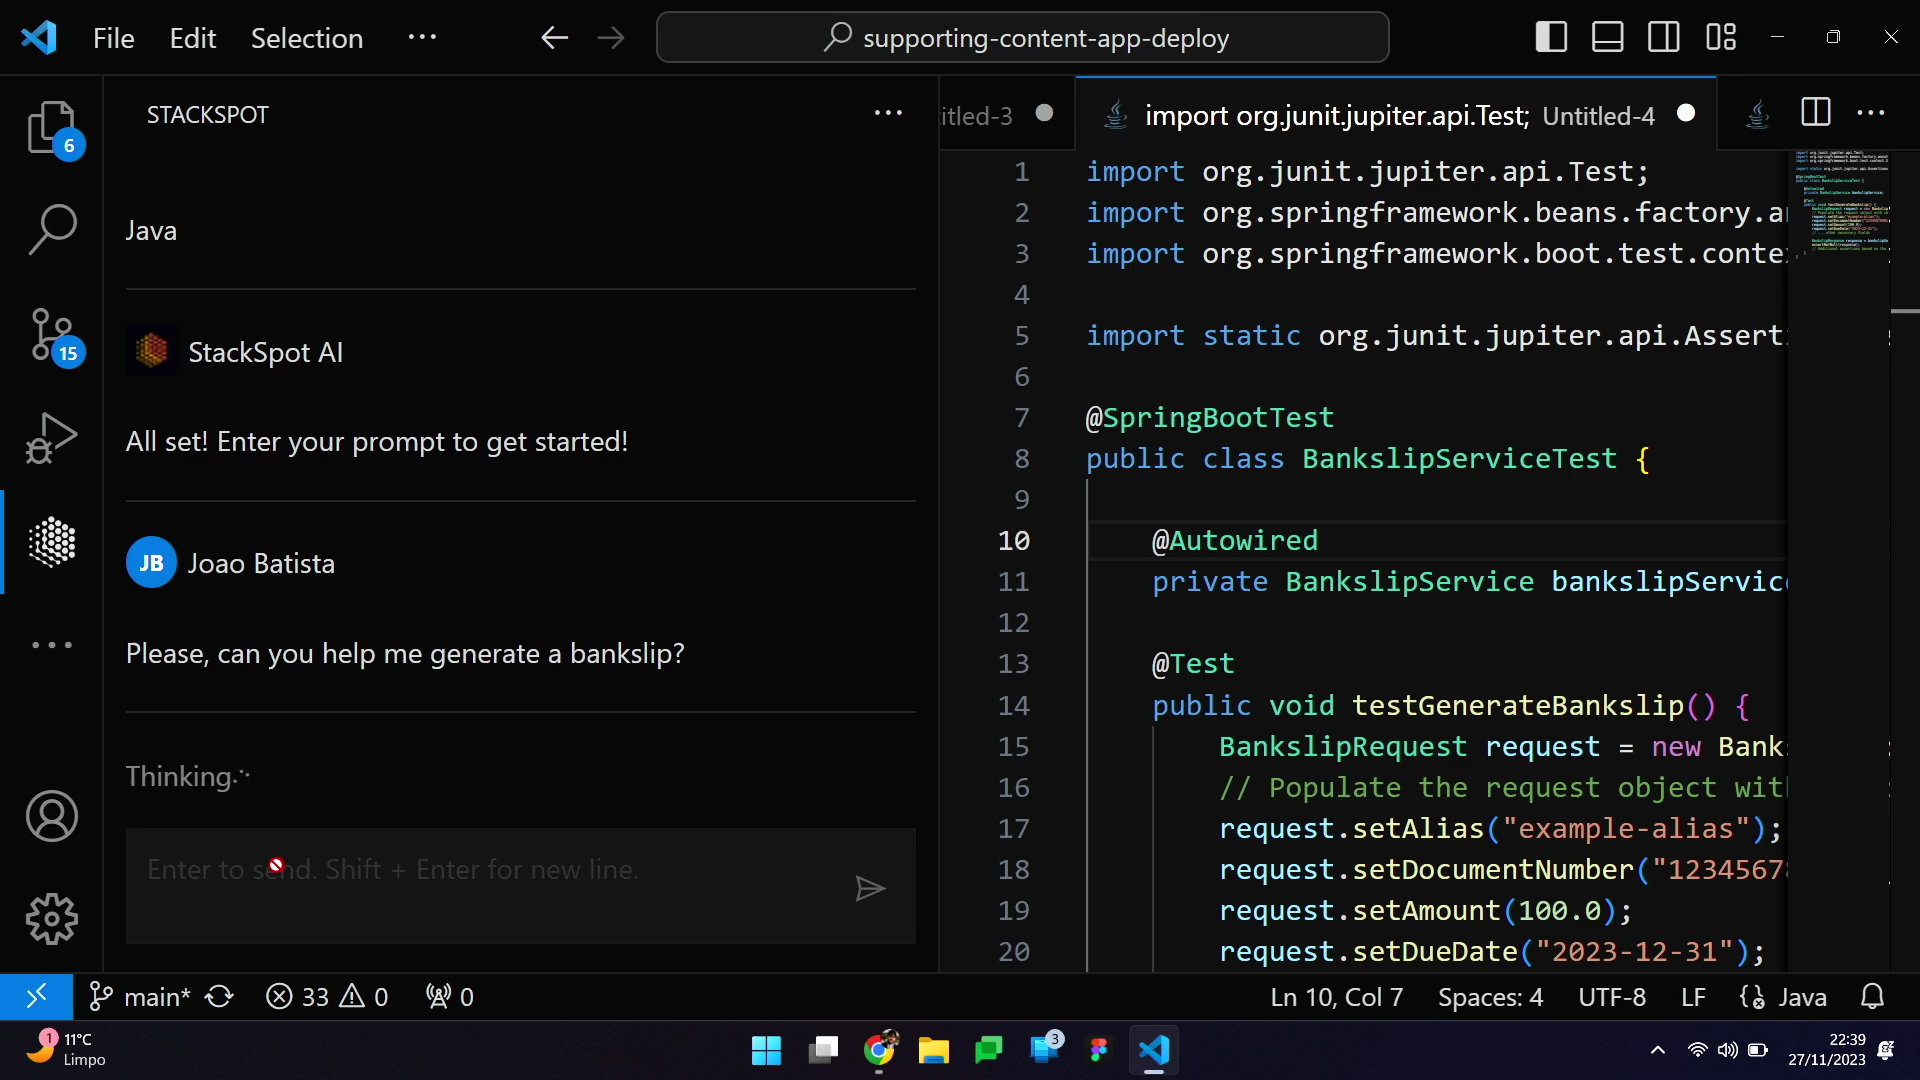 File Edit Selection ···
supporting-content-app-deploy
STACKSPOT
6
15
Java
StackSpot AI
All set! Enter your prompt to get started!
JB Joao Batista
Please, can you help me generate a bankslip?
Thinking
Enter to send. Shift + Enter for new line.
itled-3
import org.junit.jupiter.api.Test; Untitled-4
1 import org.junit.jupiter.api.Test;
2 import org.springframework.beans.factory.a
3 import org.springframework.boot.test.conte
4
5 import static org.junit.jupiter.api.Assert
6
7 @SpringBootTest
8 public class BankslipServiceTest {
9
10 @Autowired
11 private BankslipService bankslipServic
12
13 @Test
14 public void testGenerateBankslip() {
15 BankslipRequest request = new Bank
16 // Populate the request object wit
17 request.setAlias("example-alias");
18 request.setDocumentNumber("1234567
19 request.setAmount(100.0);
20 request.setDueDate("2023-12-31");
main* 33 0 0
Ln 10, Col 7 Spaces: 4 UTF-8 LF Java
1 11°C
Limpo
3
22:39
27/11/2023